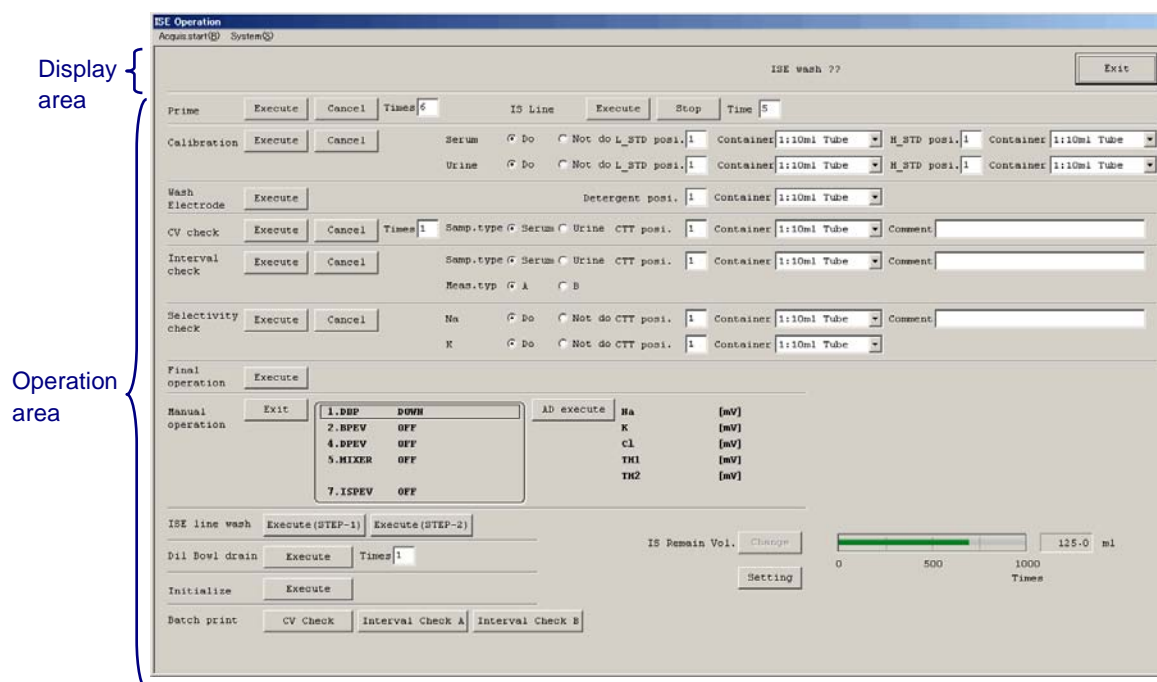 ISE Operation
Acquis.start(R) System(S)
Display area
ISE wash ?? Exit
Prime Execute Cancel Times 6 IS Line Execute Stop Time 5
Calibration Execute Cancel Serum Do Not do L_STD posi. 1 Container 1:10ml Tube H_STD posi. 1 Container 1:10ml Tube
Urine Do Not do L_STD posi. 1 Container 1:10ml Tube H_STD posi. 1 Container 1:10ml Tube
Wash Electrode Execute Detergent posi. 1 Container 1:10ml Tube
CV check Execute Cancel Times 1 Samp.type Serum Urine CTT posi. 1 Container 1:10ml Tube Comment
Interval check Execute Cancel Samp.type Serum Urine CTT posi. 1 Container 1:10ml Tube Comment
Meas.typ A B
Selectivity check Execute Cancel Na Do Not do CTT posi. 1 Container 1:10ml Tube Comment
K Do Not do CTT posi. 1 Container 1:10ml Tube
Operation area
Final operation Execute
Manual operation Exit 1.DBP DOWN AD execute Na [mV]
2.BPEV OFF K [mV]
4.DPEV OFF Cl [mV]
5.MIXER OFF TH1 [mV]
TH2 [mV]
7.ISPEV OFF
ISE line wash Execute(STEP-1) Execute(STEP-2)
IS Remain Vol. Change 125.0 ml
Dil Bowl drain Execute Times 1
0 500 1000
Times
Setting
Initialize Execute
Batch print CV Check Interval Check A Interval Check B